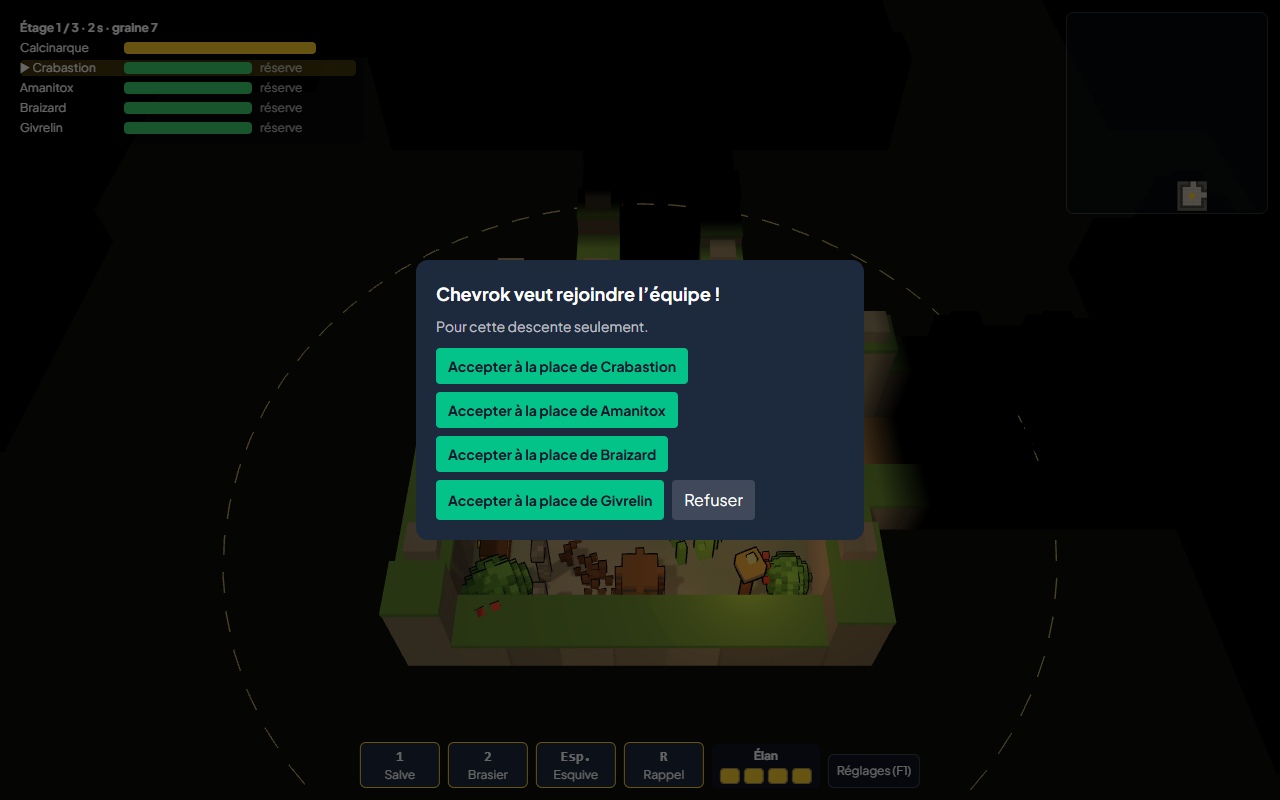 Étage 1 / 3 · 2 s · graine 7
Calcinarque
▶ Crabastion réserve
Amanitox réserve
Braizard réserve
Givrelin réserve
Chevrok veut rejoindre l’équipe !
Pour cette descente seulement.
Accepter à la place de Crabastion
Accepter à la place de Amanitox
Accepter à la place de Braizard
Accepter à la place de Givrelin Refuser
1 2 Esp. R Élan
Salve Brasier Esquive Rappel Réglages (F1)